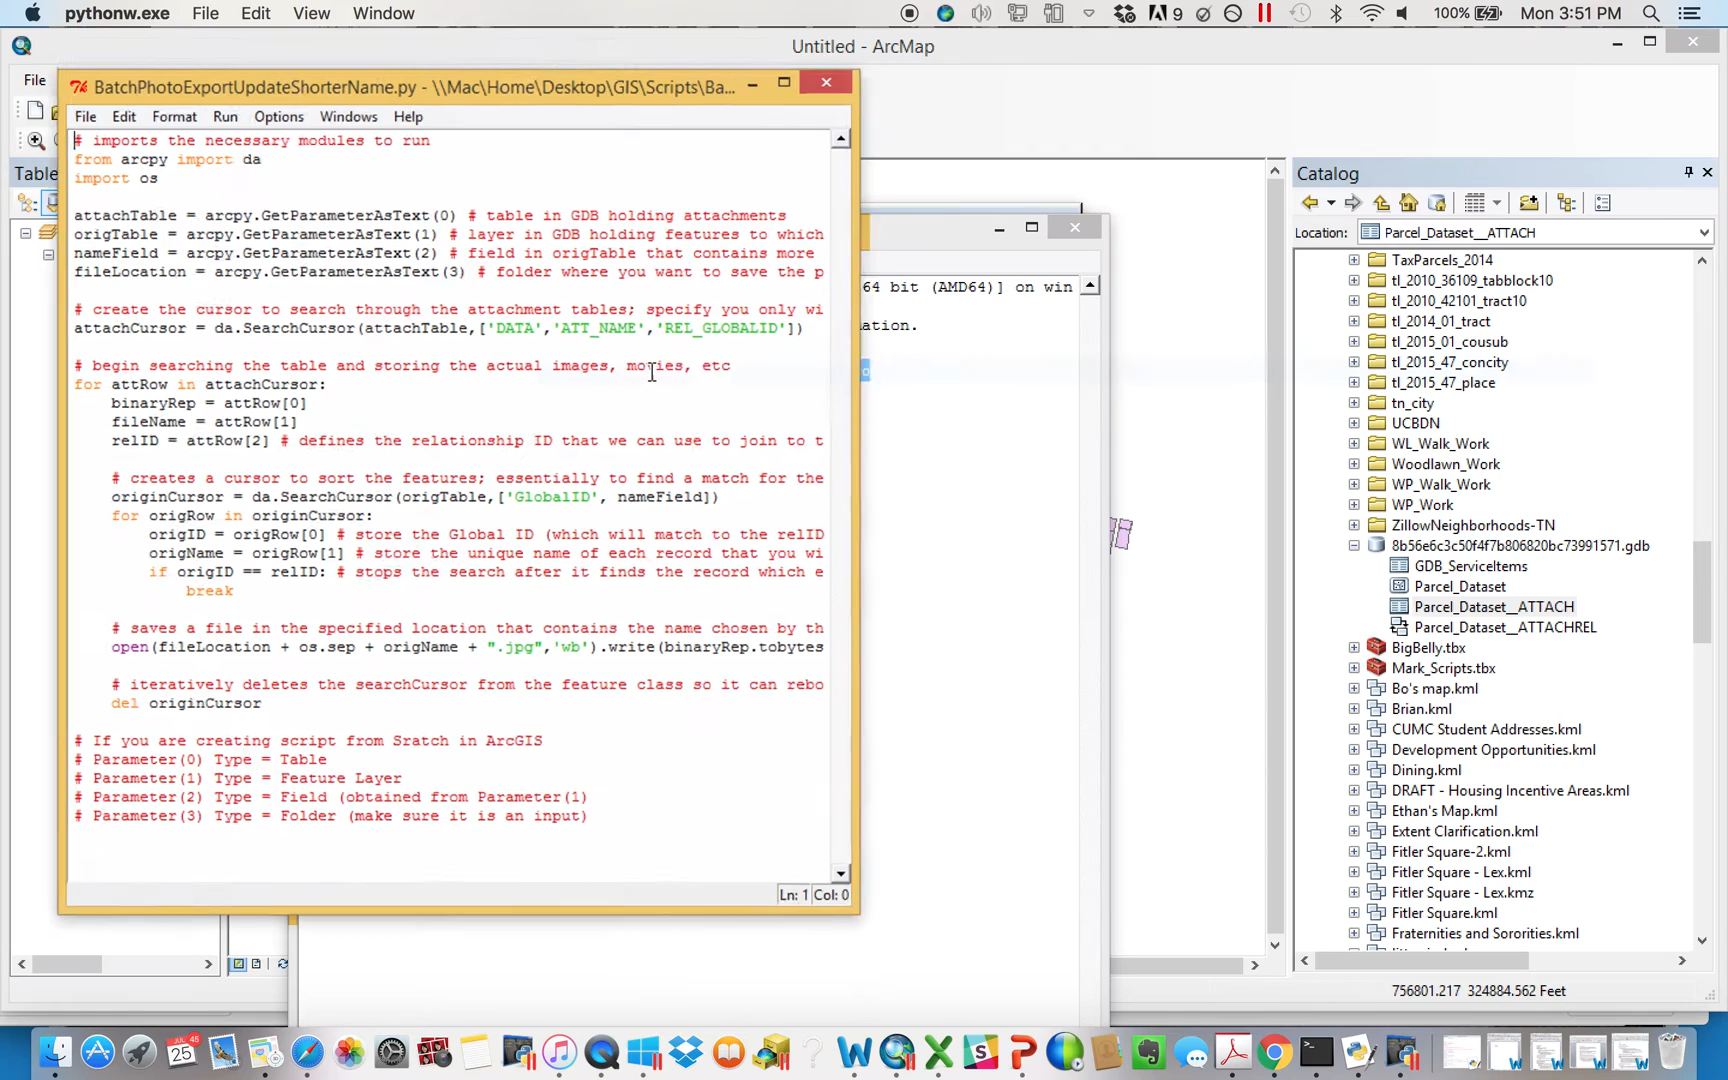 pythonw.exe File Edit View Window 9 100% Mon 3:51 PM
Untitled - ArcMap
File
BatchPhotoExportUpdateShorterName.py - \\Mac\Home\Desktop\GIS\Scripts\Ba...
File Edit Format Run Options Windows Help
# imports the necessary modules to run
from arcpy import da
import os
attachTable = arcpy.GetParameterAsText(0) # table in GDB holding attachments
origTable = arcpy.GetParameterAsText(1) # layer in GDB holding features to which
nameField = arcpy.GetParameterAsText(2) # field in origTable that contains more
fileLocation = arcpy.GetParameterAsText(3) # folder where you want to save the p
# create the cursor to search through the attachment tables; specify you only wi
attachCursor = da.SearchCursor(attachTable,['DATA','ATT_NAME','REL_GLOBALID'])
# begin searching the table and storing the actual images, movies, etc
for attRow in attachCursor:
binaryRep = attRow[0]
fileName = attRow[1]
relID = attRow[2] # defines the relationship ID that we can use to join to t
# creates a cursor to sort the features; essentially to find a match for the
originCursor = da.SearchCursor(origTable,['GlobalID', nameField])
for origRow in originCursor:
origID = origRow[0] # store the Global ID (which will match to the relID
origName = origRow[1] # store the unique name of each record that you wi
if origID == relID: # stops the search after it finds the record which e
break
# saves a file in the specified location that contains the name chosen by th
open(fileLocation + os.sep + origName + ".jpg",'wb').write(binaryRep.tobytes
# iteratively deletes the searchCursor from the feature class so it can rebo
del originCursor
# If you are creating script from Sratch in ArcGIS
# Parameter(0) Type = Table
# Parameter(1) Type = Feature Layer
# Parameter(2) Type = Field (obtained from Parameter(1)
# Parameter(3) Type = Folder (make sure it is an input)
Ln: 1 Col: 0
Table
64 bit (AMD64)] on win
ation.
Catalog
Location: Parcel_Dataset__ATTACH
TaxParcels_2014
tl_2010_36109_tabblock10
tl_2010_42101_tract10
tl_2014_01_tract
tl_2015_01_cousub
tl_2015_47_concity
tl_2015_47_place
tn_city
UCBDN
WL_Walk_Work
Woodlawn_Work
WP_Walk_Work
WP_Work
ZillowNeighborhoods-TN
8b56e6c3c50f4f7b806820bc73991571.gdb
GDB_ServiceItems
Parcel_Dataset
Parcel_Dataset__ATTACH
Parcel_Dataset__ATTACHREL
BigBelly.tbx
Mark_Scripts.tbx
Bo's map.kml
Brian.kml
CUMC Student Addresses.kml
Development Opportunities.kml
Dining.kml
DRAFT - Housing Incentive Areas.kml
Ethan's Map.kml
Extent Clarification.kml
Fitler Square-2.kml
Fitler Square - Lex.kml
Fitler Square - Lex.kmz
Fitler Square.kml
Fraternities and Sororities.kml
756801.217 324884.562 Feet
JUL 25